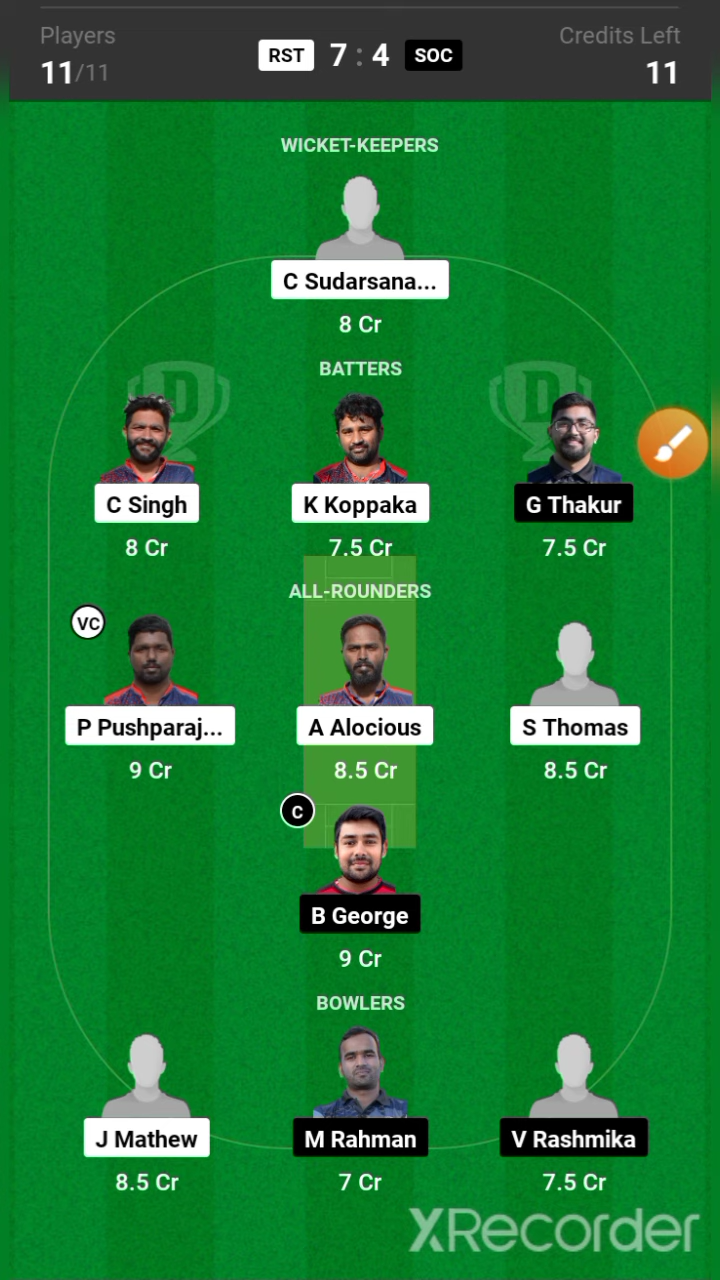 Players
Credits Left
11/11
RST 7 : 4 SOC
11
WICKET-KEEPERS
C Sudarsana...
8 Cr
BATTERS
D D
C Singh K Koppaka G Thakur
8 Cr 7.5 Cr 7.5 Cr
ALL-ROUNDERS
VC
P Pushparaj... A Alocious S Thomas
9 Cr 8.5 Cr 8.5 Cr
C
B George
9 Cr
BOWLERS
J Mathew M Rahman V Rashmika
8.5 Cr 7 Cr 7.5 Cr
XRecorder